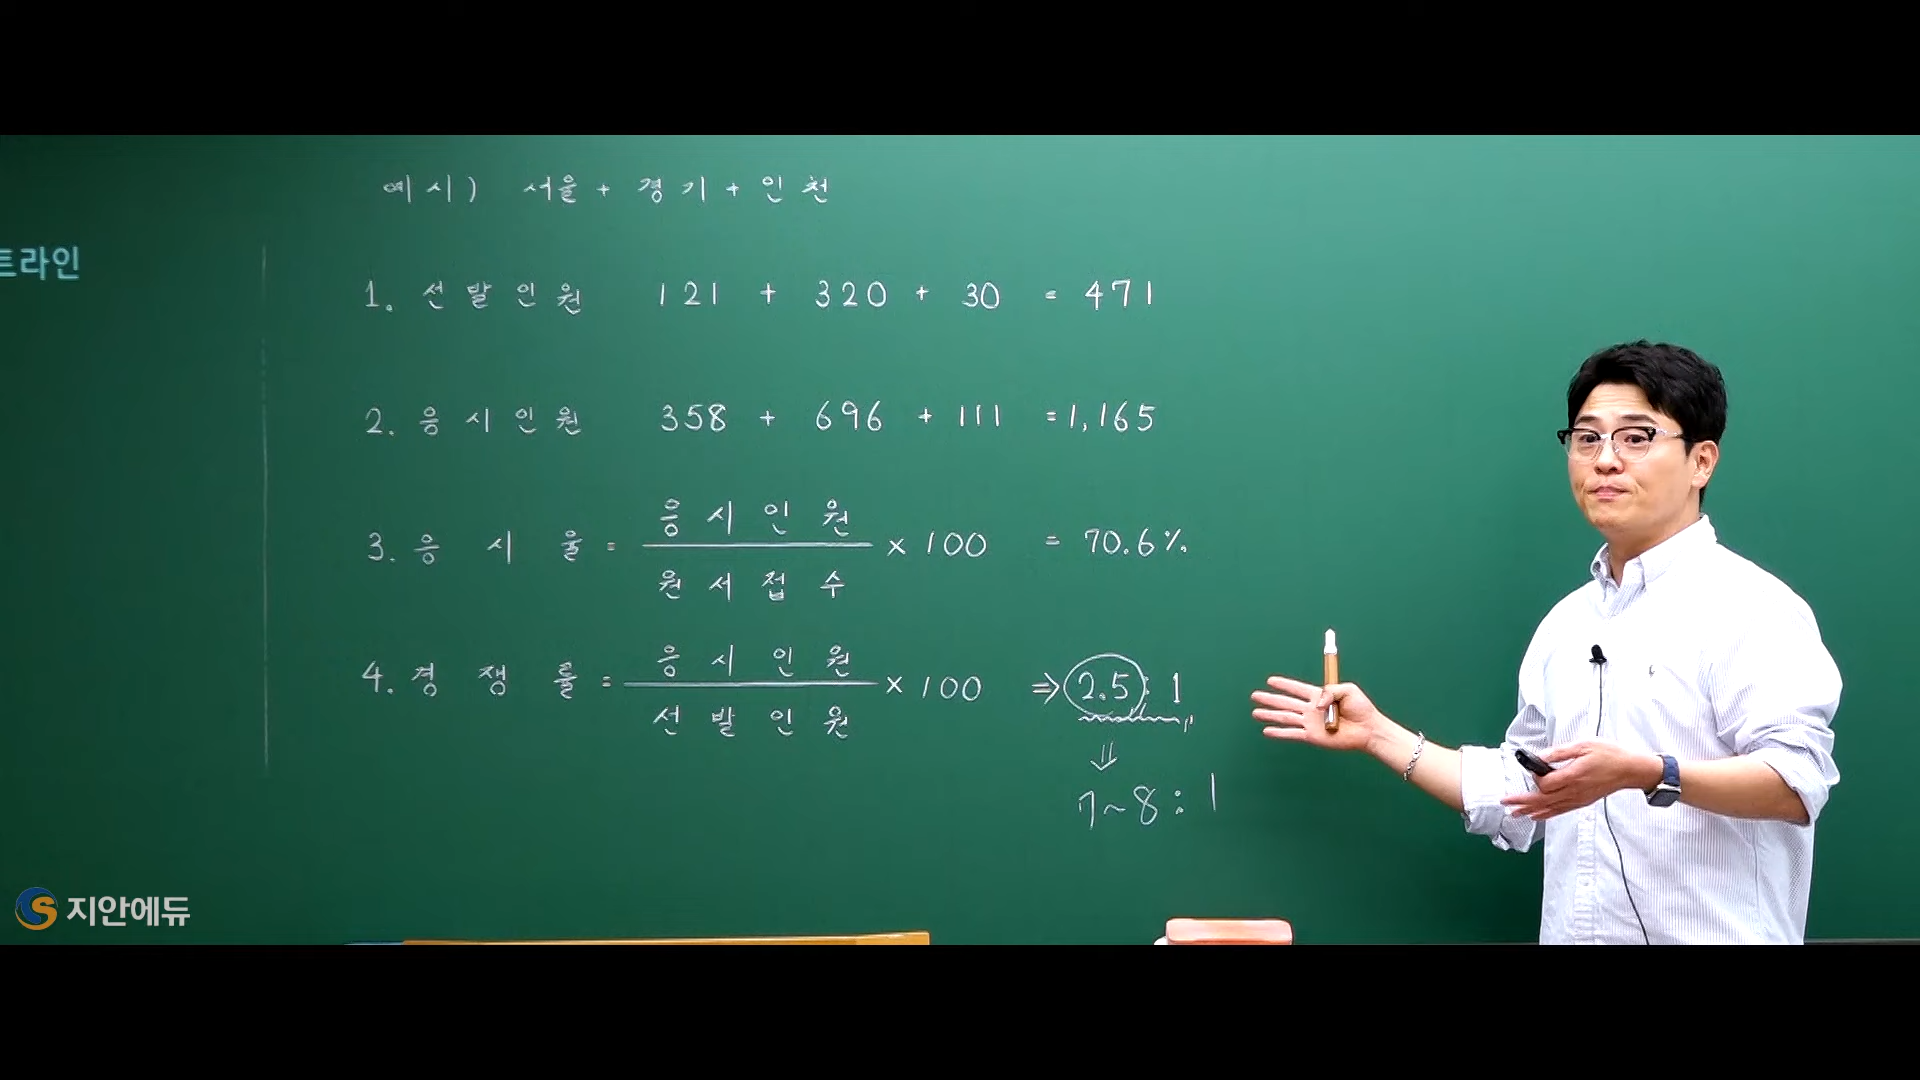 예시) 서울 + 경기 + 인천
트라인
1. 선발인원 121 + 320 + 30 = 471
2. 응시인원 358 + 696 + 111 = 1,165
3. 응시율 = 응시인원 / 원서접수 × 100 = 70.6%
4. 경쟁률 = 응시인원 / 선발인원 × 100 ⇒ 2.5 : 1
⇓
7~8 : 1
지안에듀